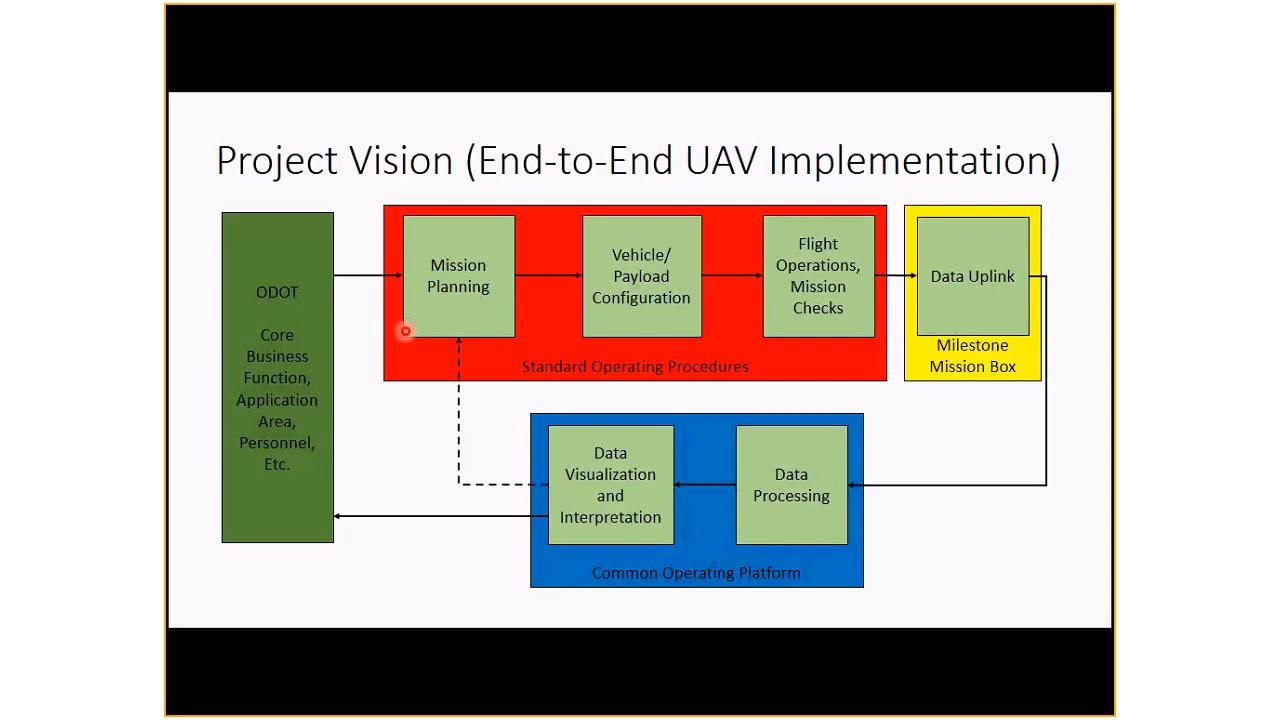 Project Vision (End-to-End UAV Implementation)
ODOT
Core
Business
Function,
Application
Area,
Personnel,
Etc.
Mission
Planning
Vehicle/
Payload
Configuration
Flight
Operations,
Mission
Checks
Standard Operating Procedures
Data Uplink
Milestone
Mission Box
Data
Visualization
and
Interpretation
Data
Processing
Common Operating Platform